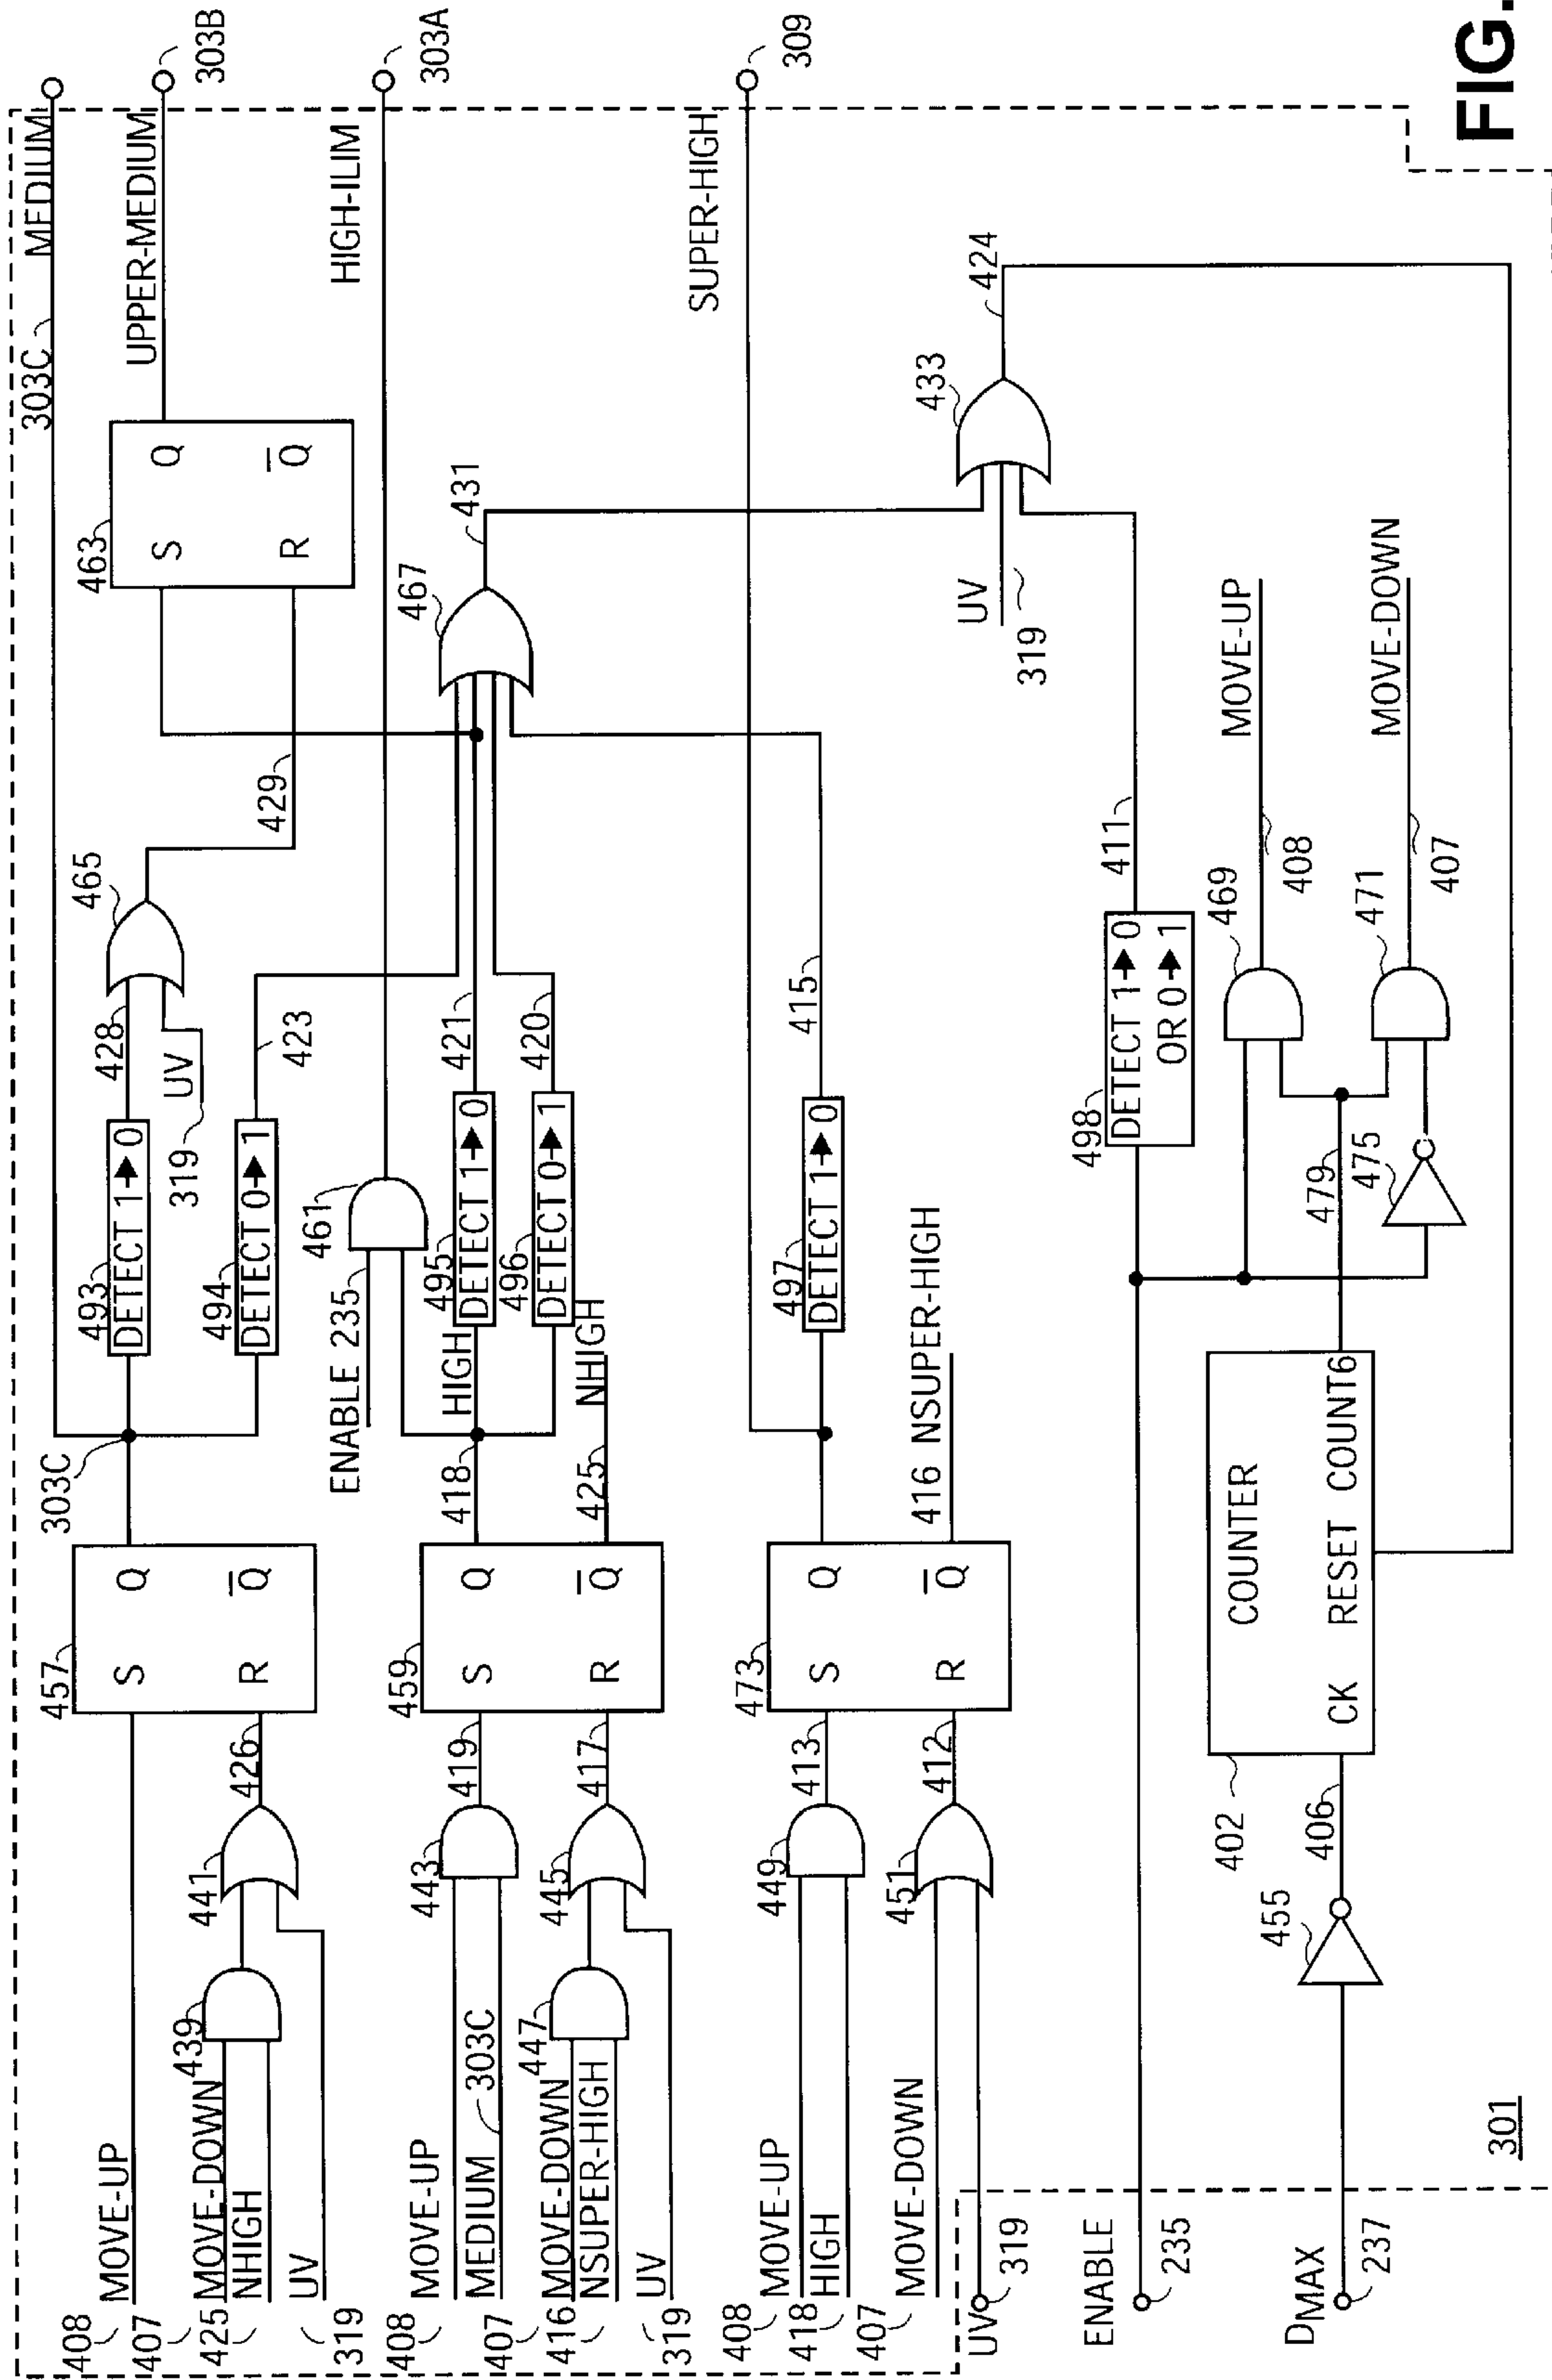 303C
MEDIUM
303B
UPPER-MEDIUM
303A
HIGH-ILIM
SUPER-HIGH
309
463
S Q
R Q
465
428
UV
319
429
493
DETECT 1→0
494
DETECT 0→1
423
303C
457
S Q
R Q
426
441
439
408
MOVE-UP
407
MOVE-DOWN
425
NHIGH
UV
319
461
ENABLE 235
467
431
421
420
495
DETECT 1→0
496
DETECT 0→1
HIGH
418
NHIGH
425
459
S Q
R Q
419
417
443
445
447
408
MOVE-UP
MEDIUM
303C
407
MOVE-DOWN
416
NSUPER-HIGH
UV
319
415
497
DETECT 1→0
416 NSUPER-HIGH
473
S Q
R Q
413
412
449
451
408
MOVE-UP
418
HIGH
407
MOVE-DOWN
UV
319
433
424
UV
319
411
498
DETECT 1→0
OR 0→1
469
MOVE-UP
408
471
MOVE-DOWN
407
479
475
ENABLE
235
COUNTER
CK RESET COUNT6
402
406
455
DMAX
237
301
FIG.